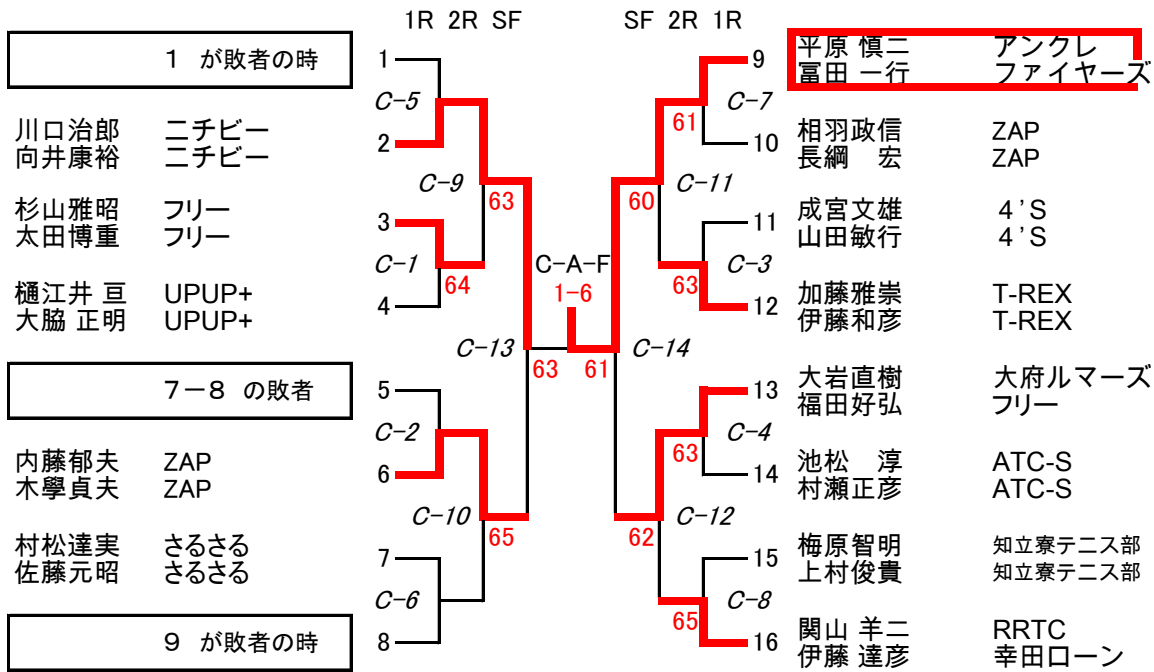 1R 2R SF
SF 2R 1R
1 が敗者の時
1
川口治郎 ニチビー
向井康裕 ニチビー
2
杉山雅昭 フリー
太田博重 フリー
3
樋江井 亘 UPUP+
大脇 正明 UPUP+
4
7−8 の敗者
5
内藤郁夫 ZAP
木學貞夫 ZAP
6
村松達実 さるさる
佐藤元昭 さるさる
7
9 が敗者の時
8
C-5
C-9
63
C-1
64
C-13
63
C-2
C-10
65
C-6
C-A-F
1-6
61
C-7
61
C-11
60
C-3
63
C-14
C-4
63
C-12
62
C-8
65
9
平原 慎二 アンクレ
冨田 一行 ファイヤーズ
10
相羽政信 ZAP
長綱 宏 ZAP
11
成宮文雄 4’S
山田敏行 4’S
12
加藤雅崇 T-REX
伊藤和彦 T-REX
13
大岩直樹 大府ルマーズ
福田好弘 フリー
14
池松 淳 ATC-S
村瀬正彦 ATC-S
15
梅原智明 知立寮テニス部
上村俊貴 知立寮テニス部
16
関山 羊二 RRTC
伊藤 達彦 幸田ローン